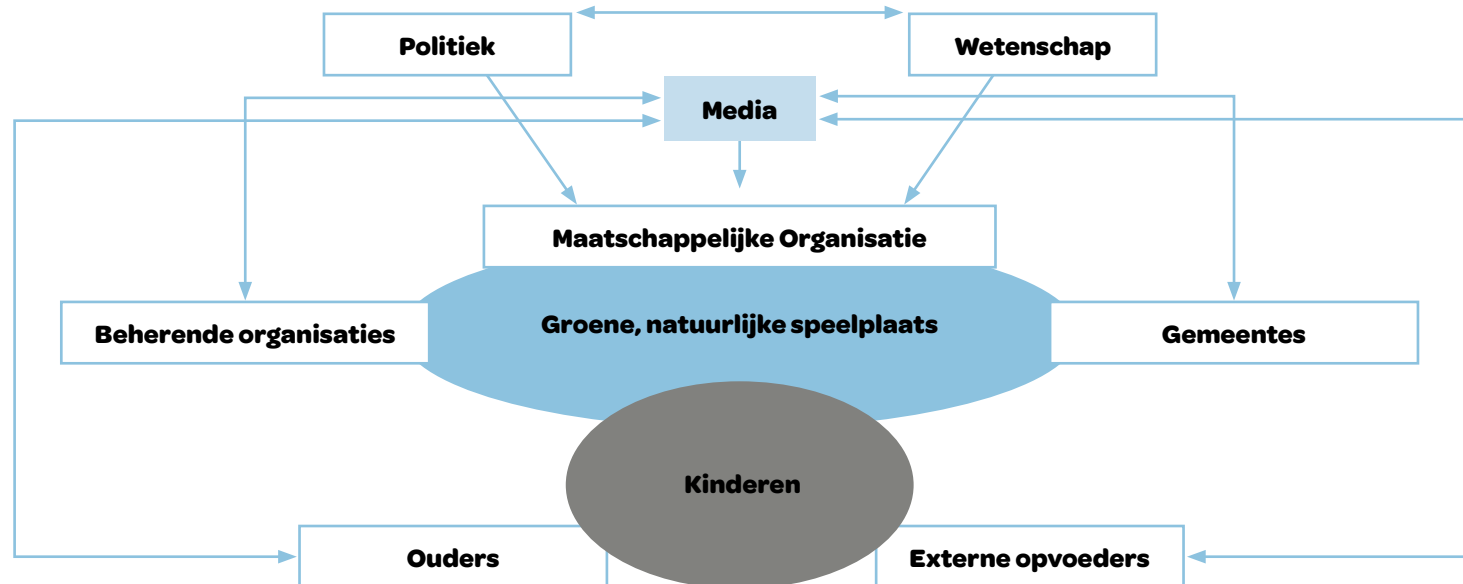 Politiek
Wetenschap
Media
Maatschappelijke Organisatie
Groene, natuurlijke speelplaats
Beherende organisaties
Gemeentes
Kinderen
Ouders
Externe opvoeders